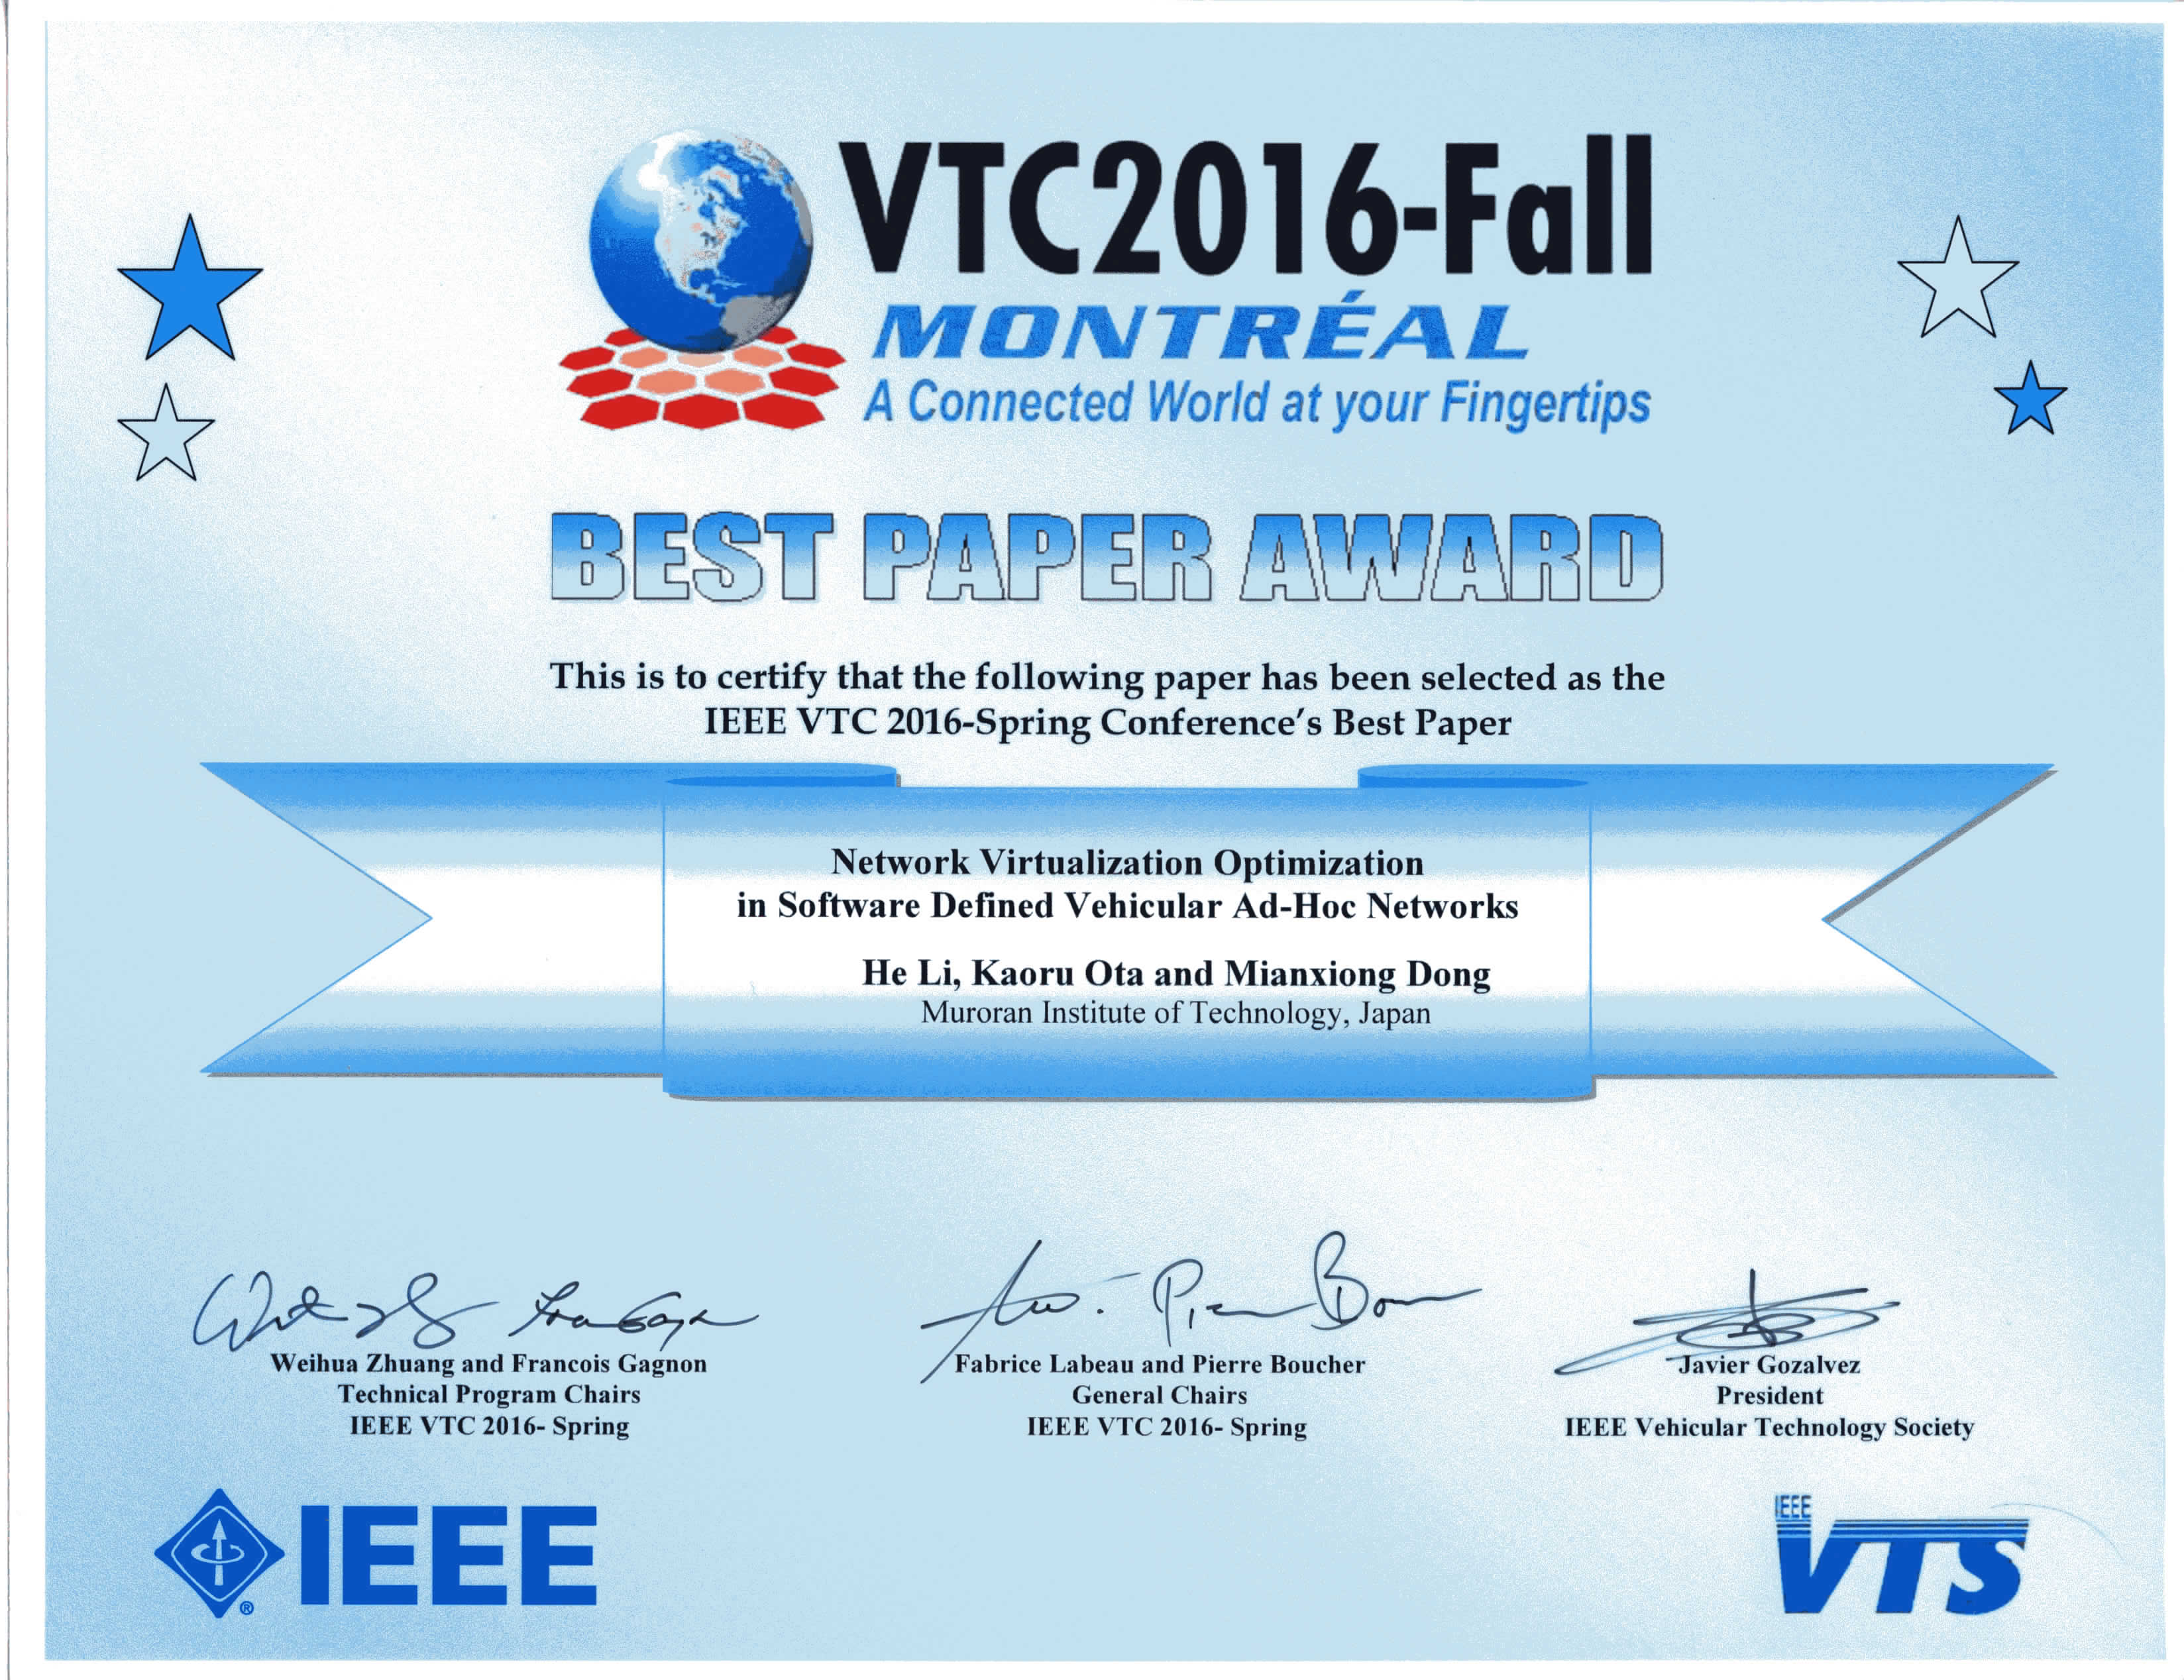 VTC2016-Fall
MONTRÉAL
A Connected World at your Fingertips
BEST PAPER AWARD
This is to certify that the following paper has been selected as the
IEEE VTC 2016-Spring Conference's Best Paper
Network Virtualization Optimization
in Software Defined Vehicular Ad-Hoc Networks
He Li, Kaoru Ota and Mianxiong Dong
Muroran Institute of Technology, Japan
Weihua Zhuang and Francois Gagnon
Technical Program Chairs
IEEE VTC 2016- Spring
Fabrice Labeau and Pierre Boucher
General Chairs
IEEE VTC 2016- Spring
Javier Gozalvez
President
IEEE Vehicular Technology Society
IEEE
®
IEEE
VTS